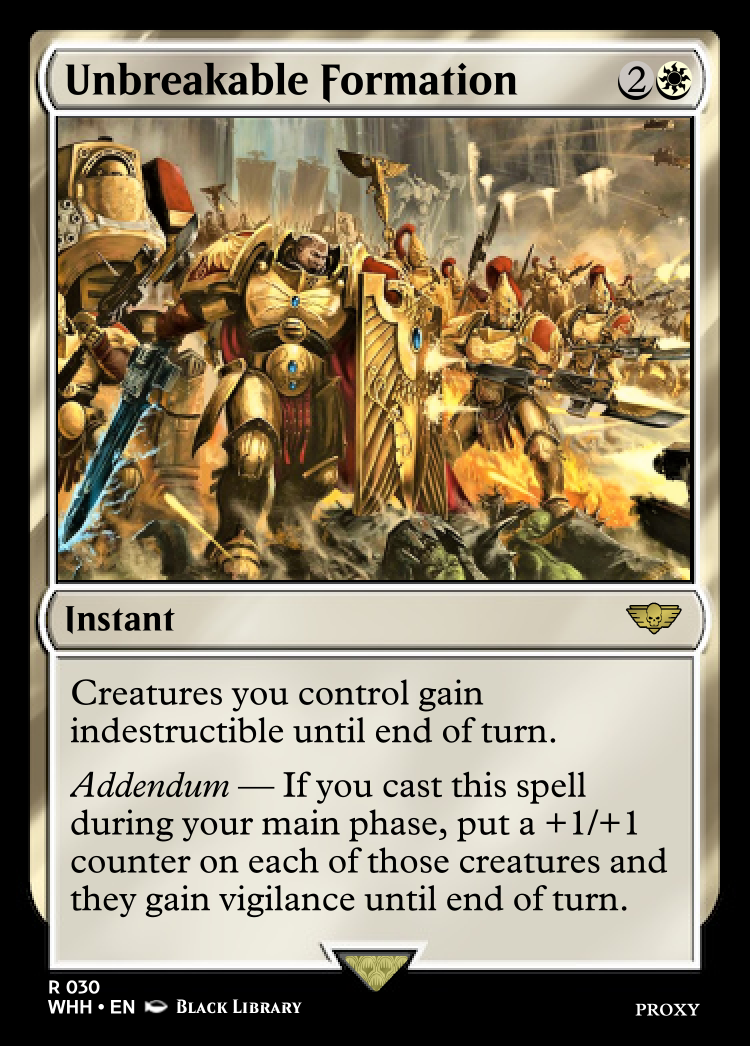 Unbreakable Formation 2
Instant
Creatures you control gain
indestructible until end of turn.
Addendum — If you cast this spell
during your main phase, put a +1/+1
counter on each of those creatures and
they gain vigilance until end of turn.
R 030
WHH • EN BLACK LIBRARY
PROXY